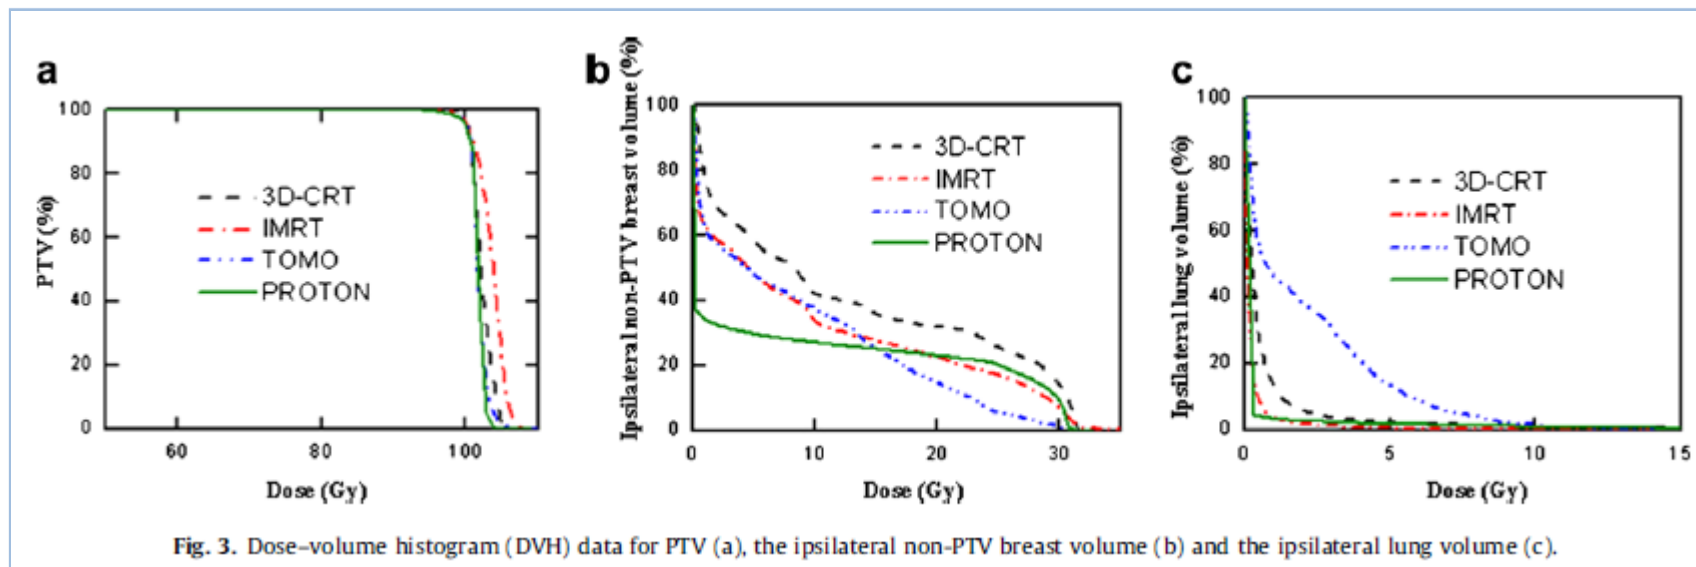 a
PTV (%)
100
80
60
40
20
0
3D-CRT
IMRT
TOMO
PROTON
60
80
100
Dose (Gy)
b
Ipsilateral non-PTV breast volume (%)
100
80
60
40
20
0
3D-CRT
IMRT
TOMO
PROTON
0
10
20
30
Dose (Gy)
c
Ipsilateral lung volume (%)
100
80
60
40
20
0
3D-CRT
IMRT
TOMO
PROTON
0
5
10
15
Dose (Gy)
Fig. 3. Dose–volume histogram (DVH) data for PTV (a), the ipsilateral non-PTV breast volume (b) and the ipsilateral lung volume (c).